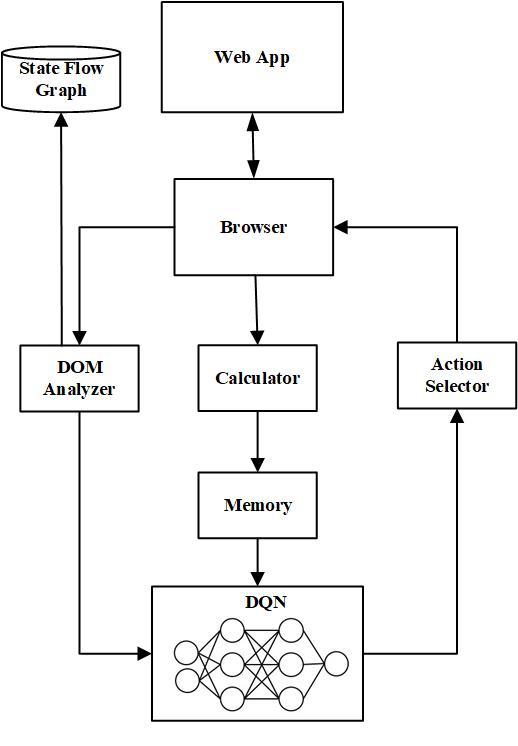 Web App
State Flow
Graph
Browser
DOM
Analyzer
Calculator
Action
Selector
Memory
DQN